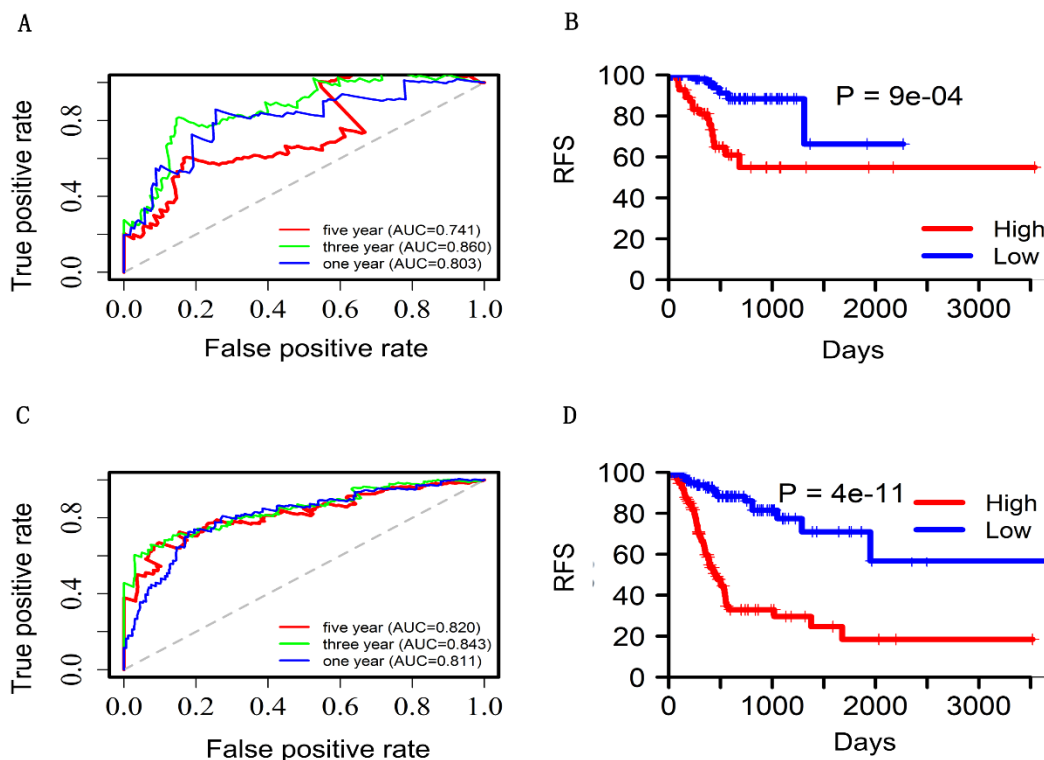 A
True positive rate
0.0 0.4 0.8
five year (AUC=0.741)
three year (AUC=0.860)
one year (AUC=0.803)
0.0 0.2 0.4 0.6 0.8 1.0
False positive rate
B
RFS
100
80
60
40
20
0
P = 9e-04
High
Low
0 1000 2000 3000
Days
C
True positive rate
0.0 0.4 0.8
five year (AUC=0.820)
three year (AUC=0.843)
one year (AUC=0.811)
0.0 0.2 0.4 0.6 0.8 1.0
False positive rate
D
RFS
100
80
60
40
20
0
P = 4e-11
High
Low
0 1000 2000 3000
Days